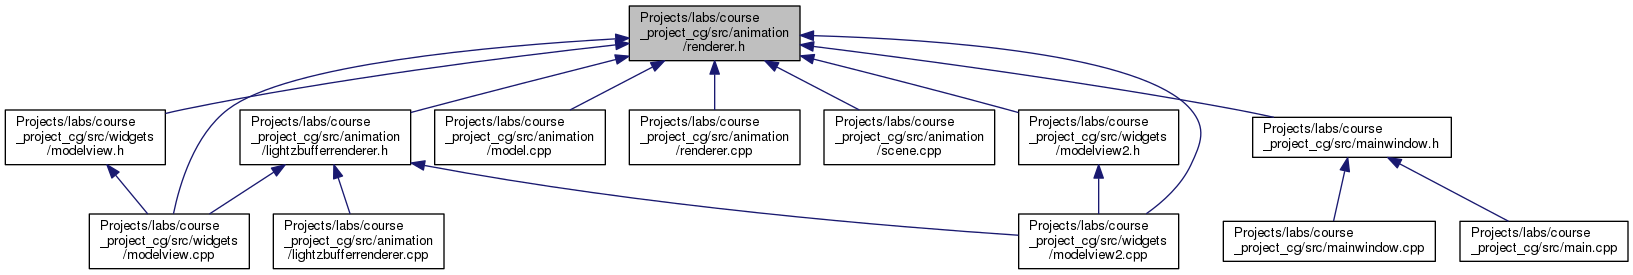 Projects/labs/course
_project_cg/src/animation
/renderer.h
Projects/labs/course
_project_cg/src/widgets
/modelview.h
Projects/labs/course
_project_cg/src/animation
/lightzbufferrenderer.h
Projects/labs/course
_project_cg/src/animation
/model.cpp
Projects/labs/course
_project_cg/src/animation
/renderer.cpp
Projects/labs/course
_project_cg/src/animation
/scene.cpp
Projects/labs/course
_project_cg/src/widgets
/modelview2.h
Projects/labs/course
_project_cg/src/mainwindow.h
Projects/labs/course
_project_cg/src/widgets
/modelview.cpp
Projects/labs/course
_project_cg/src/animation
/lightzbufferrenderer.cpp
Projects/labs/course
_project_cg/src/widgets
/modelview2.cpp
Projects/labs/course
_project_cg/src/mainwindow.cpp
Projects/labs/course
_project_cg/src/main.cpp